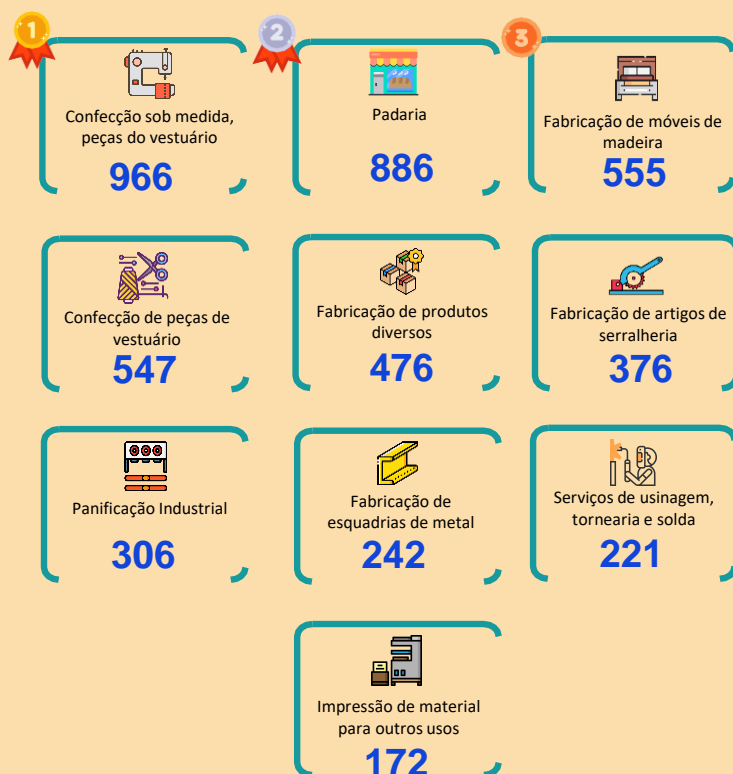 1
Confecção sob medida,
peças do vestuário
966
2
Padaria
886
3
Fabricação de móveis de
madeira
555
Confecção de peças de
vestuário
547
Fabricação de produtos
diversos
476
Fabricação de artigos de
serralheria
376
Panificação Industrial
306
Fabricação de
esquadrias de metal
242
Serviços de usinagem,
tornearia e solda
221
Impressão de material
para outros usos
172